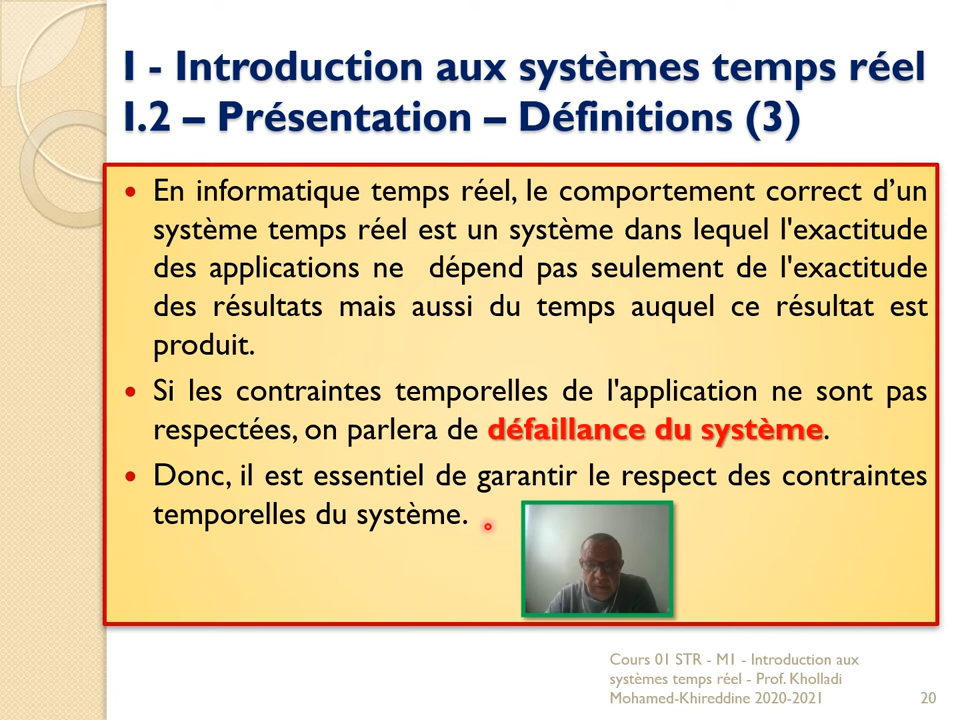 I - Introduction aux systèmes temps réel
I.2 – Présentation – Définitions (3)
En informatique temps réel, le comportement correct d’un
système temps réel est un système dans lequel l'exactitude
des applications ne dépend pas seulement de l'exactitude
des résultats mais aussi du temps auquel ce résultat est
produit.
Si les contraintes temporelles de l'application ne sont pas
respectées, on parlera de défaillance du système.
Donc, il est essentiel de garantir le respect des contraintes
temporelles du système.
Cours 01 STR - M1 - Introduction aux
systèmes temps réel - Prof. Kholladi
Mohamed-Khireddine 2020-2021
20